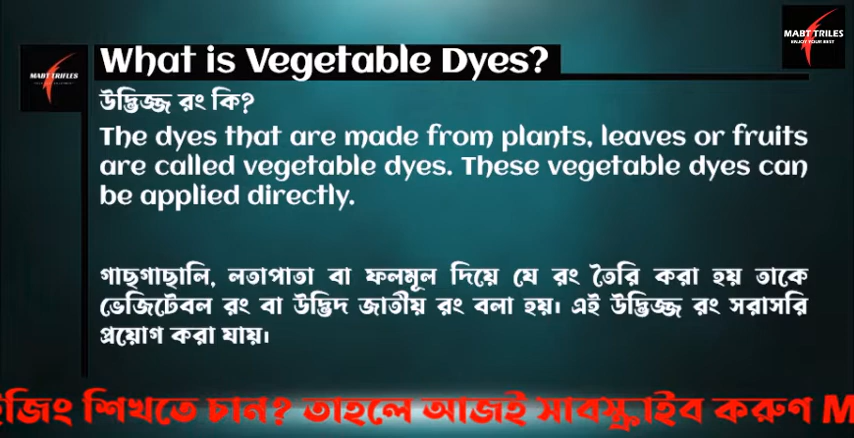 MABT TRILES
ENJOY YOUR BEST
MABT TRIFLES
What is Vegetable Dyes?
উদ্ভিজ্জ রং কি?
The dyes that are made from plants, leaves or fruits
are called vegetable dyes. These vegetable dyes can
be applied directly.
গাছগাছালি, লতাপাতা বা ফলমূল দিয়ে যে রং তৈরি করা হয় তাকে
ভেজিটেবল রং বা উদ্ভিদ জাতীয় রং বলা হয়। এই উদ্ভিজ্জ রং সরাসরি
প্রয়োগ করা যায়।
ইজিং শিখতে চান? তাহলে আজই সাবস্ক্রাইব করুণ M